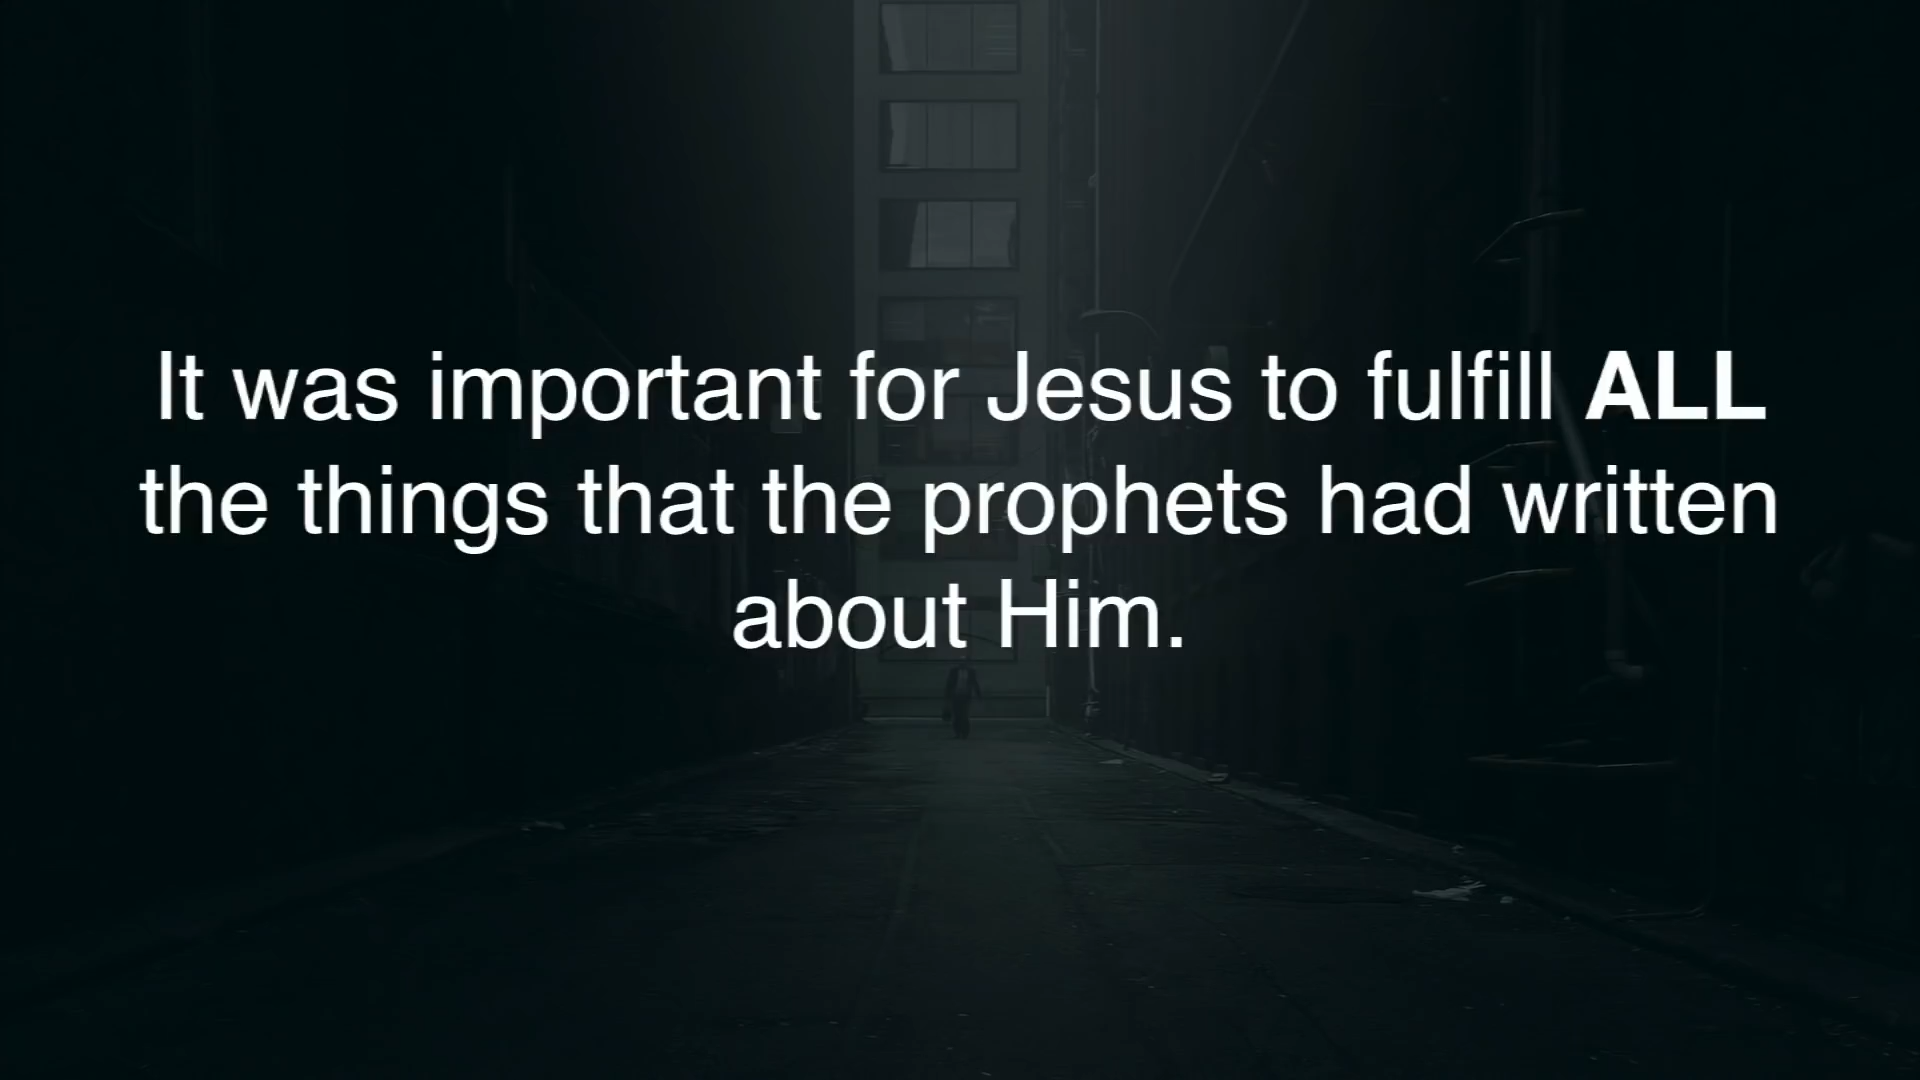 It was important for Jesus to fulfill ALL
the things that the prophets had written
about Him.